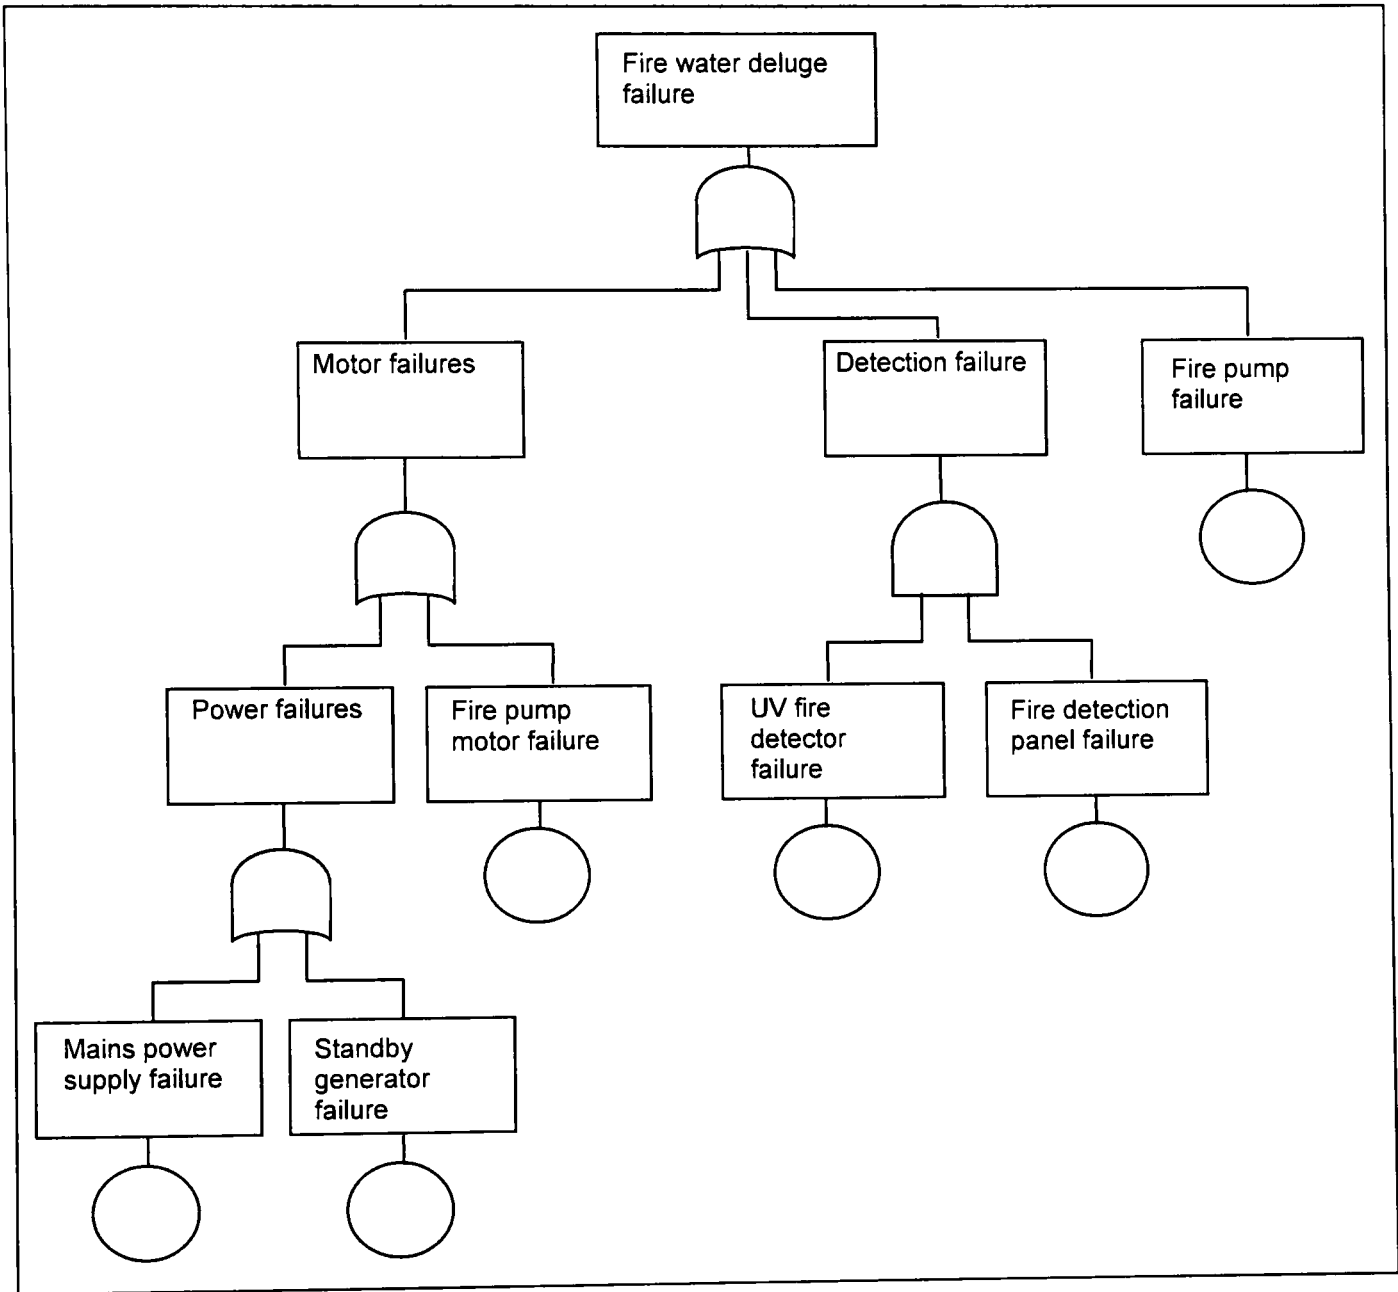 Fire water deluge
failure
Motor failures
Detection failure
Fire pump
failure
Power failures
Fire pump
motor failure
UV fire
detector
failure
Fire detection
panel failure
Mains power
supply failure
Standby
generator
failure